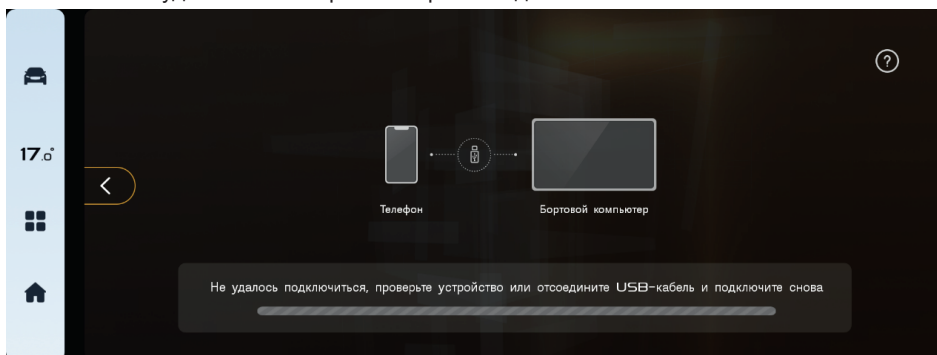 ?
17.0°
Телефон
Бортовой компьютер
Не удалось подключиться, проверьте устройство или отсоедините USB-кабель и подключите снова